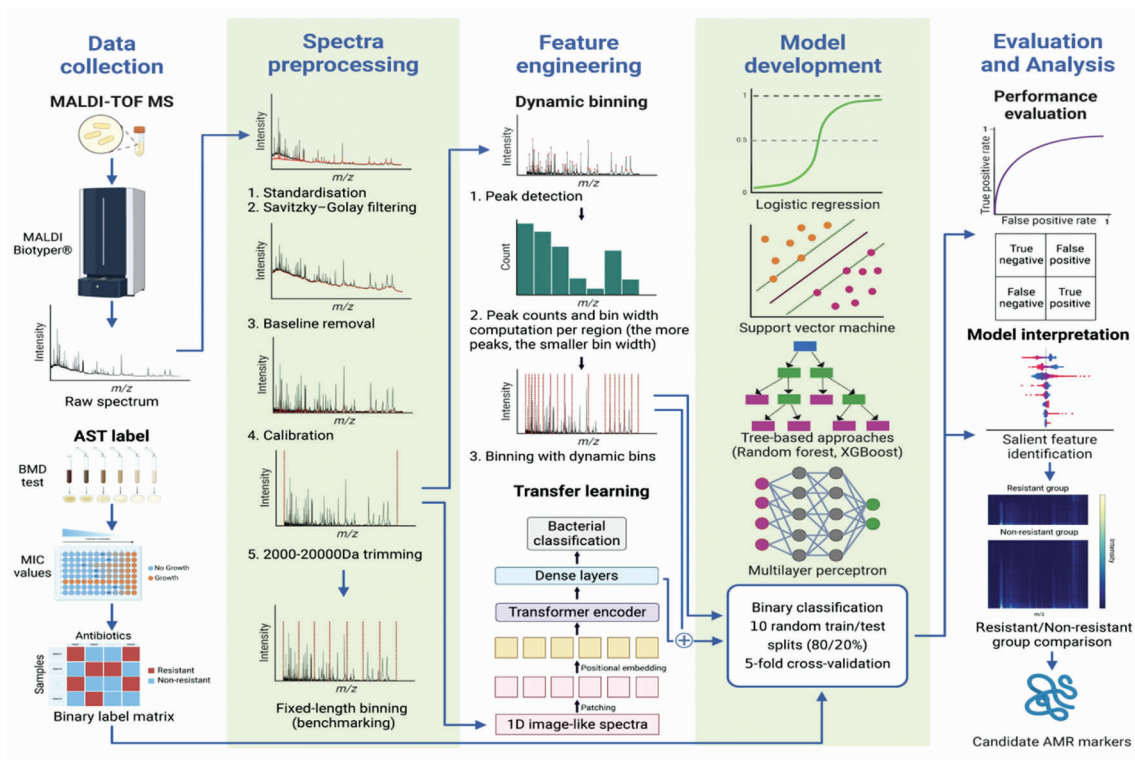 Data
collection
MALDI-TOF MS
MALDI
Biotyper®
Intensity
m/z
Raw spectrum
AST label
BMD
test
MIC
values
No Growth
Growth
Antibiotics
Samples
Resistant
Non-resistant
Binary label matrix
Spectra
preprocessing
Intensity
m/z
1. Standardisation
2. Savitzky–Golay filtering
Intensity
m/z
3. Baseline removal
Intensity
m/z
4. Calibration
Intensity
m/z
5. 2000-20000Da trimming
Intensity
m/z
Fixed-length binning
(benchmarking)
Feature
engineering
Dynamic binning
Intensity
m/z
1. Peak detection
Count
m/z
2. Peak counts and bin width
computation per region (the more
peaks, the smaller bin width)
Intensity
m/z
3. Binning with dynamic bins
Transfer learning
Bacterial
classification
Dense layers
Transformer encoder
Positional embedding
Patching
1D image-like spectra
Model
development
1
0.5
0
Logistic regression
Support vector machine
Tree-based approaches
(Random forest, XGBoost)
Multilayer perceptron
Binary classification
10 random train/test
splits (80/20%)
5-fold cross-validation
Evaluation
and Analysis
Performance
evaluation
1
True positive rate
False positive rate 1
True
negative
False
positive
False
negative
True
positive
Model interpretation
Salient feature
identification
Resistant group
Non-resistant group
Intensity
m/z
Resistant/Non-resistant
group comparison
Candidate AMR markers